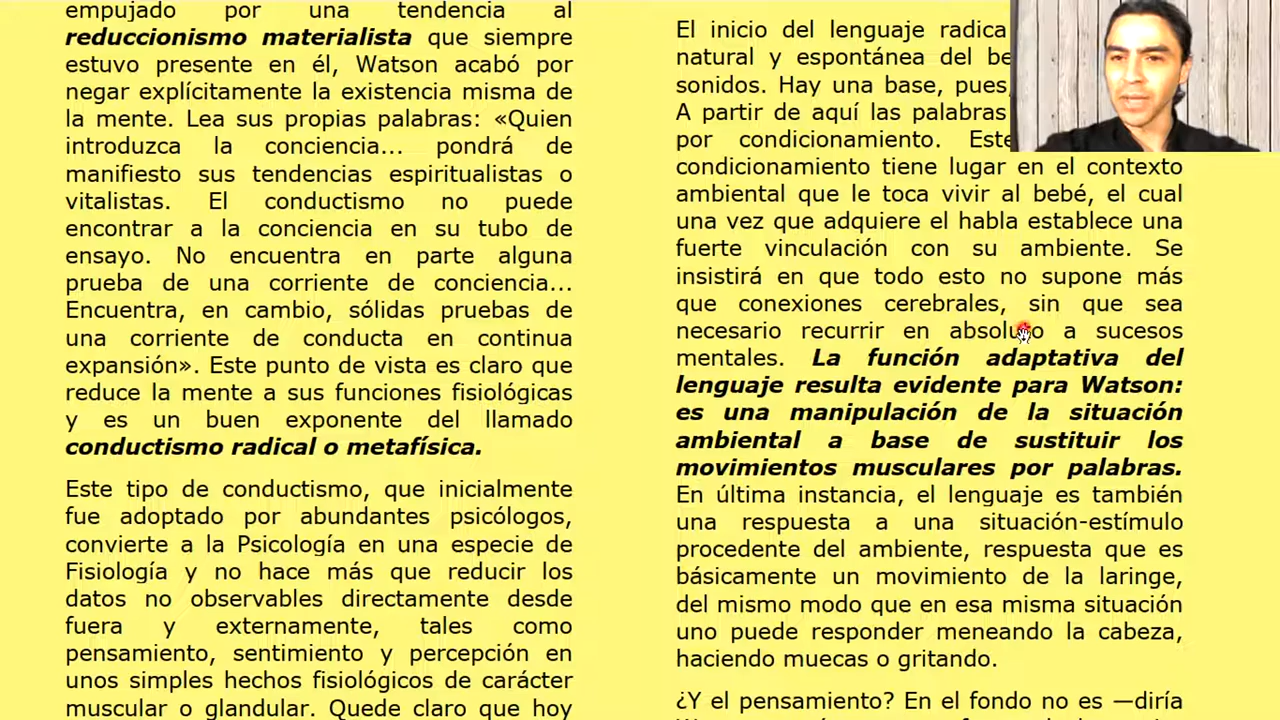 empujado por una tendencia al
reduccionismo materialista que siempre
estuvo presente en él, Watson acabó por
negar explícitamente la existencia misma de
la mente. Lea sus propias palabras: «Quien
introduzca la conciencia... pondrá de
manifiesto sus tendencias espiritualistas o
vitalistas. El conductismo no puede
encontrar a la conciencia en su tubo de
ensayo. No encuentra en parte alguna
prueba de una corriente de conciencia...
Encuentra, en cambio, sólidas pruebas de
una corriente de conducta en continua
expansión». Este punto de vista es claro que
reduce la mente a sus funciones fisiológicas
y es un buen exponente del llamado
conductismo radical o metafísica.
Este tipo de conductismo, que inicialmente
fue adoptado por abundantes psicólogos,
convierte a la Psicología en una especie de
Fisiología y no hace más que reducir los
datos no observables directamente desde
fuera y externamente, tales como
pensamiento, sentimiento y percepción en
unos simples hechos fisiológicos de carácter
muscular o glandular. Quede claro que hoy
El inicio del lenguaje radica
natural y espontánea del
sonidos. Hay una base, pues,
A partir de aquí las palabras
por condicionamiento. Este
condicionamiento tiene lugar en el contexto
ambiental que le toca vivir al bebé, el cual
una vez que adquiere el habla establece una
fuerte vinculación con su ambiente. Se
insistirá en que todo esto no supone más
que conexiones cerebrales, sin que sea
necesario recurrir en absoluto a sucesos
mentales. La función adaptativa del
lenguaje resulta evidente para Watson:
es una manipulación de la situación
ambiental a base de sustituir los
movimientos musculares por palabras.
En última instancia, el lenguaje es también
una respuesta a una situación-estímulo
procedente del ambiente, respuesta que es
básicamente un movimiento de la laringe,
del mismo modo que en esa misma situación
uno puede responder meneando la cabeza,
haciendo muecas o gritando.
¿Y el pensamiento? En el fondo no es —diría